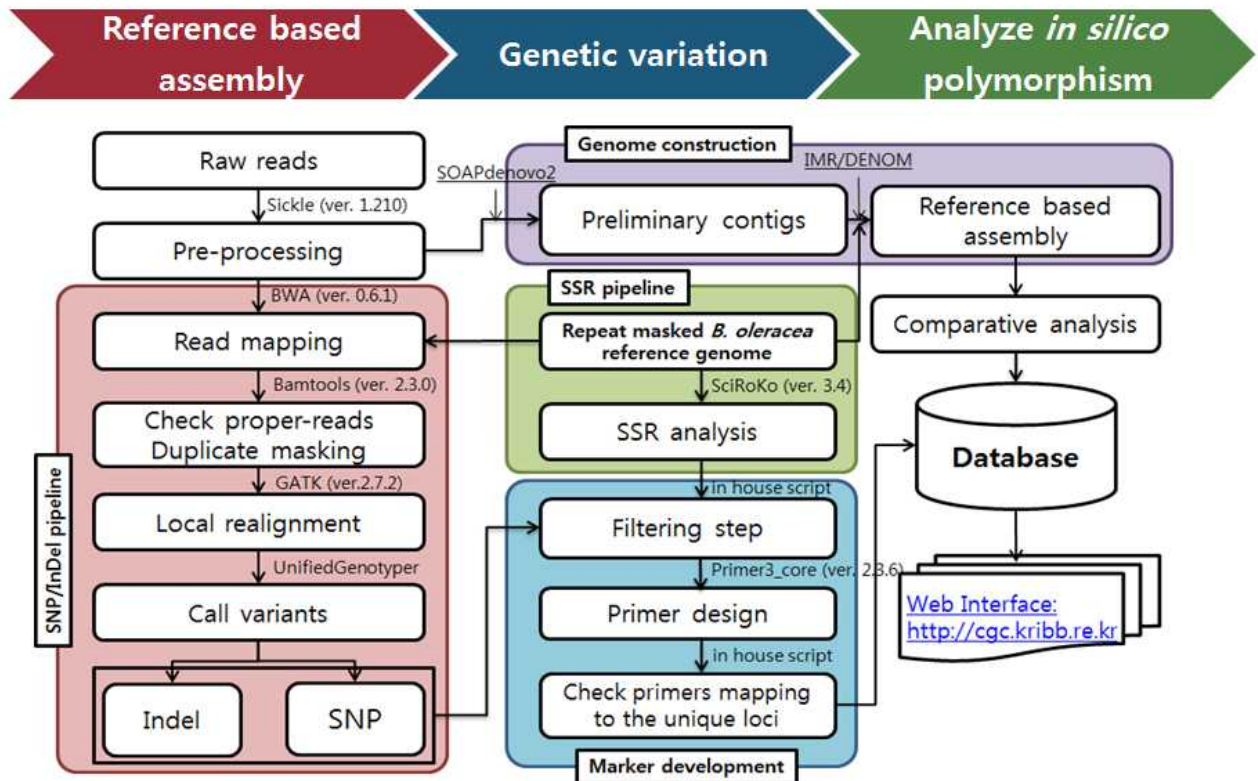 Reference based
assembly
Genetic variation
Analyze in silico
polymorphism
Raw reads
Sickle (ver. 1.210)
Pre-processing
SOAPdenovo2
Genome construction
IMR/DENOM
Preliminary contigs
Reference based
assembly
BWA (ver. 0.6.1)
Read mapping
Bamtools (ver. 2.3.0)
Check proper-reads
Duplicate masking
GATK (ver.2.7.2)
Local realignment
UnifiedGenotyper
Call variants
Indel
SNP
SNP/InDel pipeline
SSR pipeline
Repeat masked B. oleracea
reference genome
SciRoKo (ver. 3.4)
SSR analysis
in house script
Filtering step
Primer3_core (ver. 2.3.6)
Primer design
in house script
Check primers mapping
to the unique loci
Marker development
Comparative analysis
Database
Web Interface:
http://cgc.kribb.re.kr